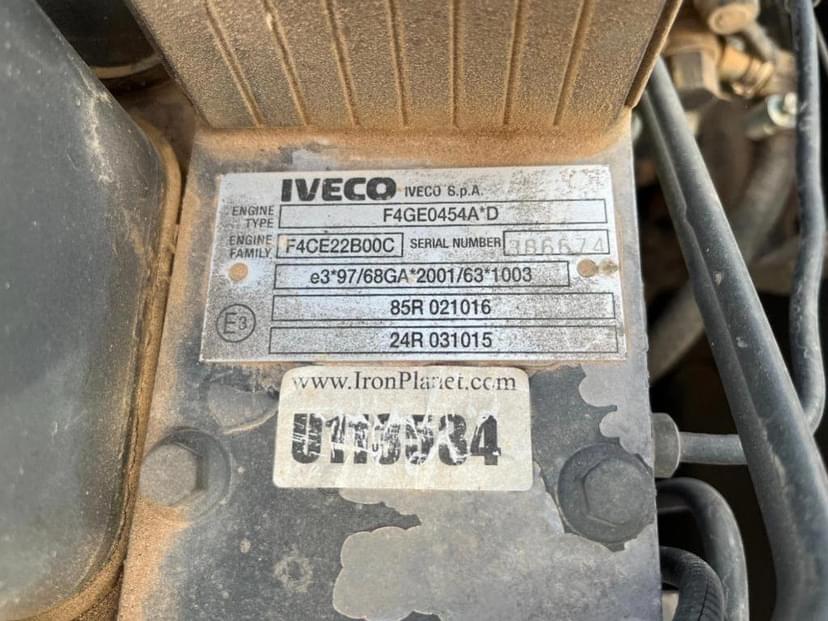 IVECO IVECO S.p.A.
ENGINE TYPE F4GE0454A*D
ENGINE FAMILY F4CE22B00C SERIAL NUMBER 386674
e3*97/68GA*2001/63*1003
85R 021016
E3
24R 031015
www.IronPlanet.com